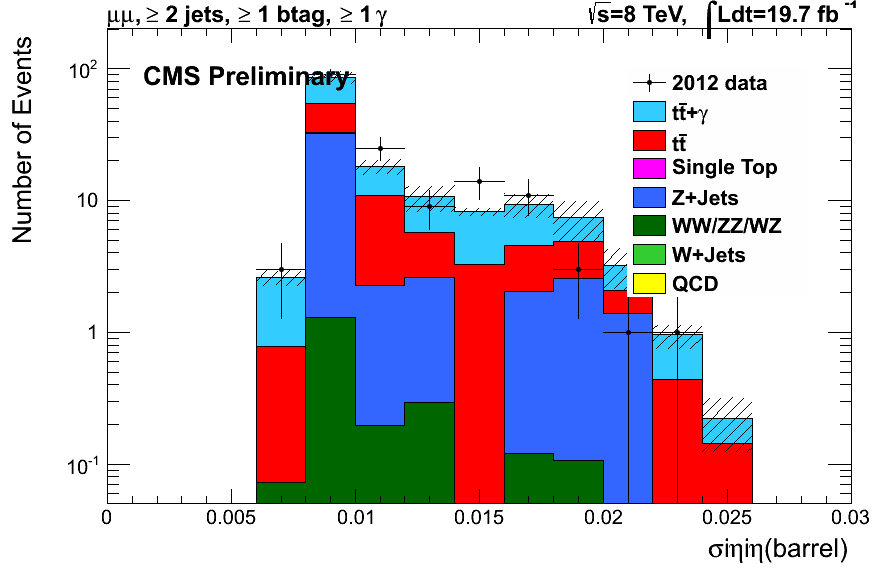 μμ, ≥ 2 jets, ≥ 1 btag, ≥ 1 γ
√s=8 TeV, ∫Ldt=19.7 fb⁻¹
CMS Preliminary
Number of Events
10²
10
1
10⁻¹
2012 data
tt̄+γ
tt̄
Single Top
Z+Jets
WW/ZZ/WZ
W+Jets
QCD
0 0.005 0.01 0.015 0.02 0.025 0.03
σiηiη(barrel)